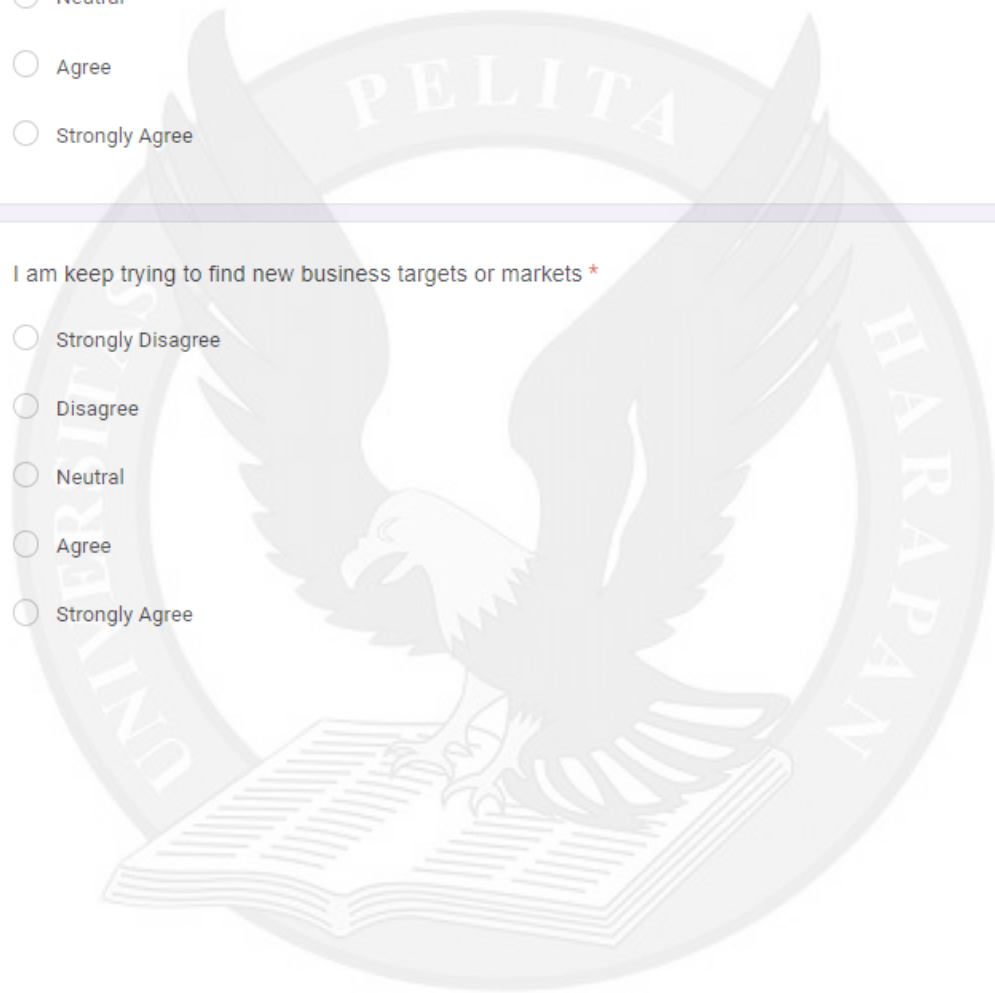 Neutral
Agree
Strongly Agree
I am keep trying to find new business targets or markets *
Strongly Disagree
Disagree
Neutral
Agree
Strongly Agree
UNIVERSITAS PELITA HARAPAN